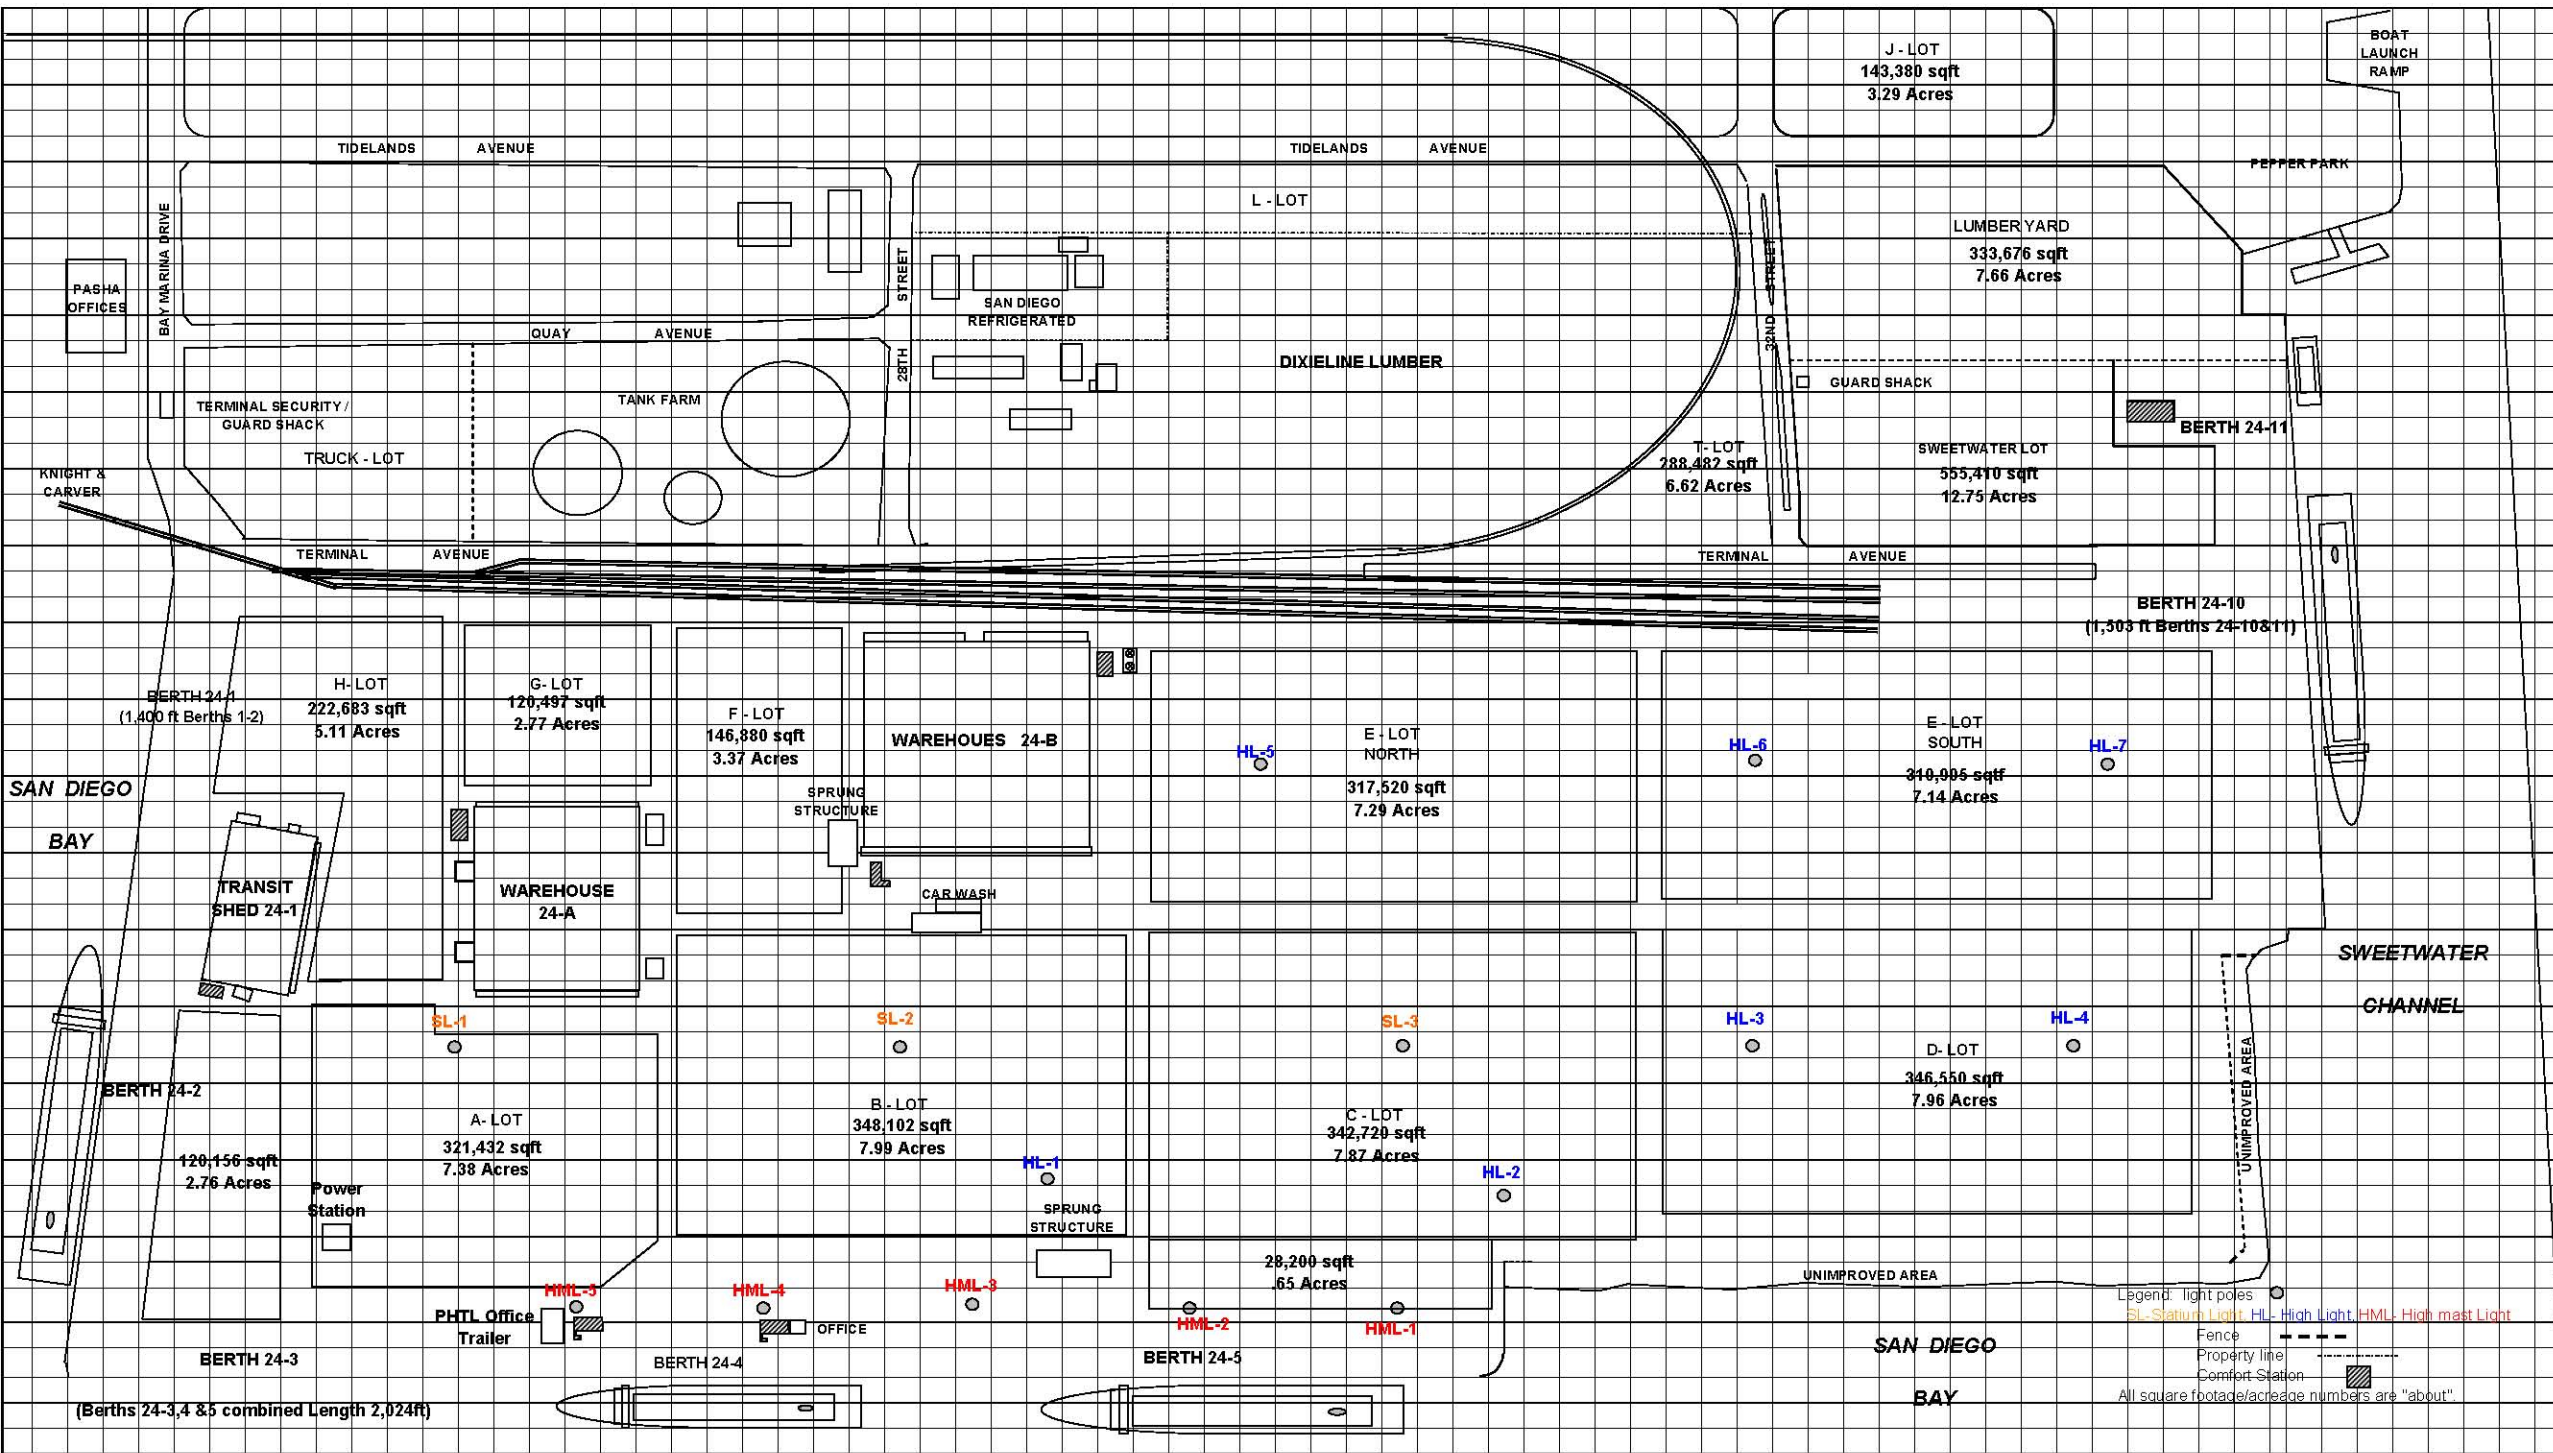 J - LOT
143,380 sqft
3.29 Acres
BOAT
LAUNCH
RAMP
TIDELANDS AVENUE
TIDELANDS AVENUE
PEPPER PARK
L - LOT
BAY MARINA DRIVE
LUMBER YARD
333,676 sqft
7.66 Acres
PASHA
OFFICES
28TH STREET
SAN DIEGO
REFRIGERATED
32ND STREET
QUAY AVENUE
DIXIELINE LUMBER
GUARD SHACK
TANK FARM
TERMINAL SECURITY /
GUARD SHACK
BERTH 24-11
TRUCK - LOT
T- LOT
288,482 sqft
6.62 Acres
SWEETWATER LOT
555,410 sqft
12.75 Acres
KNIGHT &
CARVER
TERMINAL AVENUE
TERMINAL AVENUE
BERTH 24-10
(1,503 ft Berths 24-10&11)
BERTH 24-1
(1,400 ft Berths 1-2)
H- LOT
222,683 sqft
5.11 Acres
G- LOT
120,497 sqft
2.77 Acres
F - LOT
146,880 sqft
3.37 Acres
WAREHOUES 24-B
HL-5
E - LOT
NORTH
317,520 sqft
7.29 Acres
HL-6
E - LOT
SOUTH
310,905 sqtf
7.14 Acres
HL-7
SAN DIEGO
BAY
SPRUNG
STRUCTURE
TRANSIT
SHED 24-1
WAREHOUSE
24-A
CAR WASH
SWEETWATER
CHANNEL
SL-1
SL-2
SL-3
HL-3
HL-4
BERTH 24-2
A- LOT
321,432 sqft
7.38 Acres
B - LOT
348,102 sqft
7.99 Acres
C - LOT
342,720 sqft
7.87 Acres
D- LOT
346,550 sqft
7.96 Acres
UNIMPROVED AREA
120,156 sqft
2.76 Acres
Power
Station
HL-1
HL-2
SPRUNG
STRUCTURE
28,200 sqft
.65 Acres
UNIMPROVED AREA
HML-5
HML-4
HML-3
HML-2
HML-1
PHTL Office
Trailer
OFFICE
BERTH 24-3
BERTH 24-4
BERTH 24-5
SAN DIEGO
BAY
(Berths 24-3,4 &5 combined Length 2,024ft)
Legend: light poles
SL-Statium Light, HL- High Light, HML- High mast Light
Fence
Property line
Comfort Station
All square footage/acreage numbers are "about".